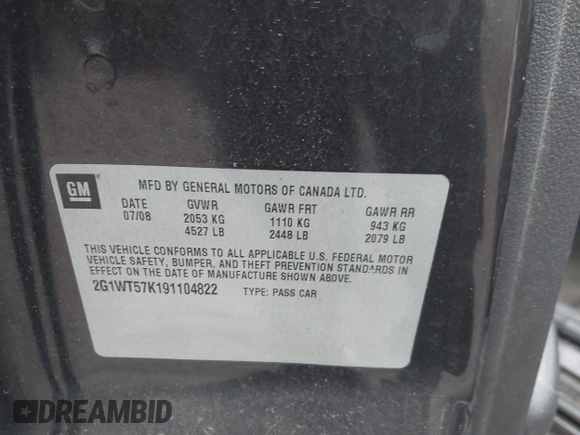 GM
MFD BY GENERAL MOTORS OF CANADA LTD.
DATE GVWR GAWR FRT GAWR RR
07/08 2053 KG 1110 KG 943 KG
4527 LB 2448 LB 2079 LB
THIS VEHICLE CONFORMS TO ALL APPLICABLE U.S. FEDERAL MOTOR
VEHICLE SAFETY, BUMPER, AND THEFT PREVENTION STANDARDS IN
EFFECT ON THE DATE OF MANUFACTURE SHOWN ABOVE.
2G1WT57K191104822 TYPE: PASS CAR
DREAMBID